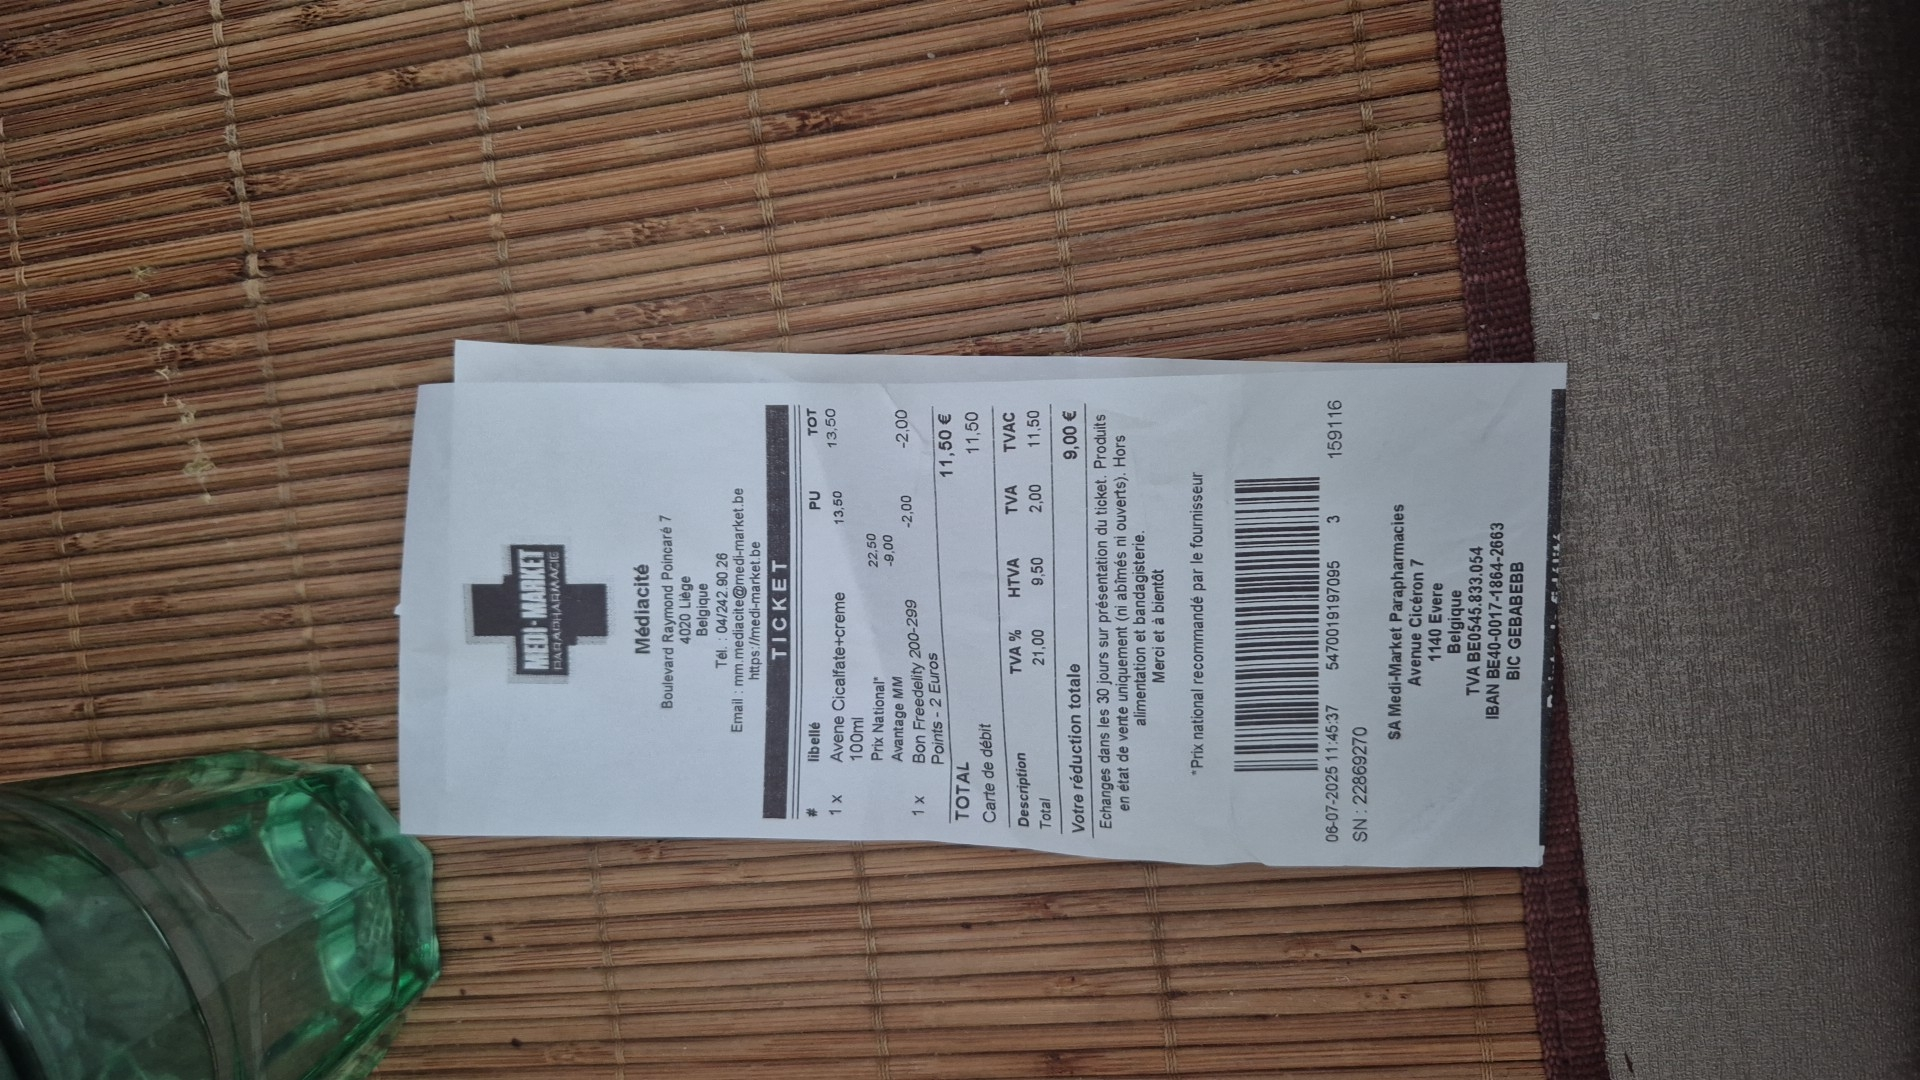 MEDI-MARKET
PARAPHARMACIE
Médiacité
Boulevard Raymond Poincaré 7
4020 Liège
Belgique
Tél. : 04/242.90.26
Email : mm.mediacite@medi-market.be
https://medi-market.be
TICKET
# libellé PU TOT
1 x Avene Cicalfate+creme 13,50 13,50
100ml
Prix National* 22,50
Avantage MM -9,00
1 x Bon Freedelity 200-299 -2,00 -2,00
Points - 2 Euros
TOTAL 11,50 €
Carte de débit 11,50
Description TVA % HTVA TVA TVAC
Total 21,00 9,50 2,00 11,50
Votre réduction totale 9,00 €
Echanges dans les 30 jours sur présentation du ticket. Produits
en état de vente uniquement (ni abîmés ni ouverts). Hors
alimentation et bandagisterie.
Merci et à bientôt
*Prix national recommandé par le fournisseur
06-07-2025 11:45:37 5470019197095 3 159116
SN : 22869270
SA Medi-Market Parapharmacies
Avenue Cicéron 7
1140 Evere
Belgique
TVA BE0545.833.054
IBAN BE40-0017-1864-2663
BIC GEBABEBB